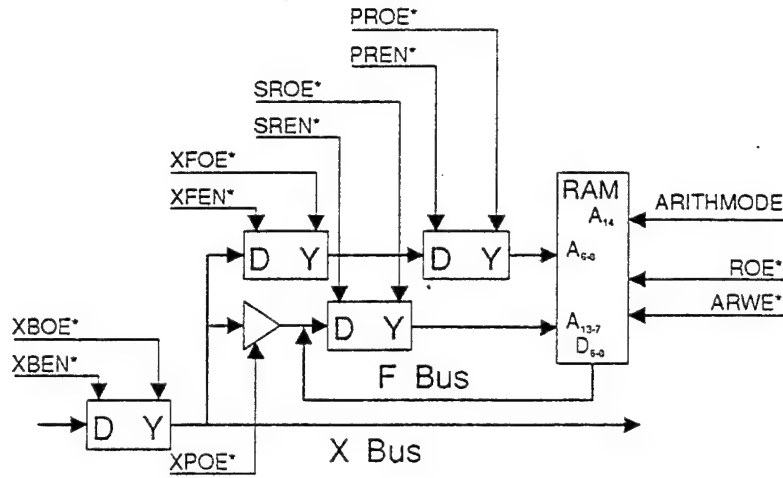 PROE*
PREN*
SROE*
SREN*
XFOE*
XFEN*
RAM
A14
ARITHMODE
D Y
D Y
A6-0
ROE*
ARWE*
XBOE*
XBEN*
D Y
A13-7
D6-0
F Bus
D Y
XPOE*
X Bus